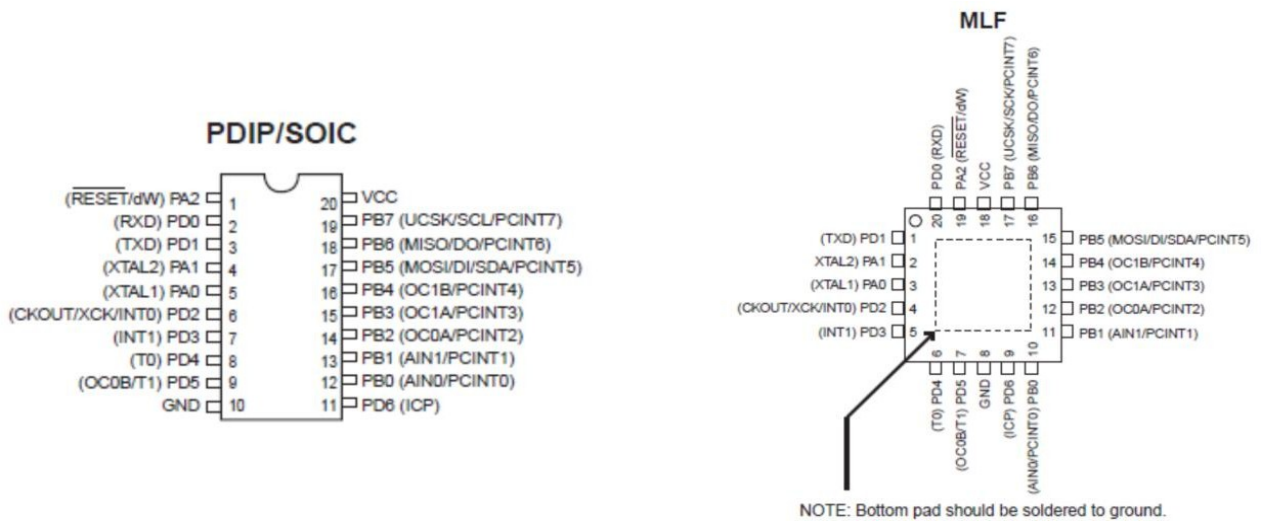 PDIP/SOIC
(RESET/dW) PA2 1
(RXD) PD0 2
(TXD) PD1 3
(XTAL2) PA1 4
(XTAL1) PA0 5
(CKOUT/XCK/INT0) PD2 6
(INT1) PD3 7
(T0) PD4 8
(OC0B/T1) PD5 9
GND 10
20 VCC
19 PB7 (UCSK/SCL/PCINT7)
18 PB6 (MISO/DO/PCINT6)
17 PB5 (MOSI/DI/SDA/PCINT5)
16 PB4 (OC1B/PCINT4)
15 PB3 (OC1A/PCINT3)
14 PB2 (OC0A/PCINT2)
13 PB1 (AIN1/PCINT1)
12 PB0 (AIN0/PCINT0)
11 PD6 (ICP)
MLF
PD0 (RXD) 20
PA2 (RESET/dW) 19
VCC 18
PB7 (UCSK/SCK/PCINT7) 17
PB6 (MISO/DO/PCINT6) 16
(TXD) PD1 1
XTAL2) PA1 2
(XTAL1) PA0 3
(CKOUT/XCK/INT0) PD2 4
(INT1) PD3 5
15 PB5 (MOSI/DI/SDA/PCINT5)
14 PB4 (OC1B/PCINT4)
13 PB3 (OC1A/PCINT3)
12 PB2 (OC0A/PCINT2)
11 PB1 (AIN1/PCINT1)
(T0) PD4 6
(OC0B/T1) PD5 7
GND 8
(ICP) PD6 9
(AIN0/PCINT0) PB0 10
NOTE: Bottom pad should be soldered to ground.